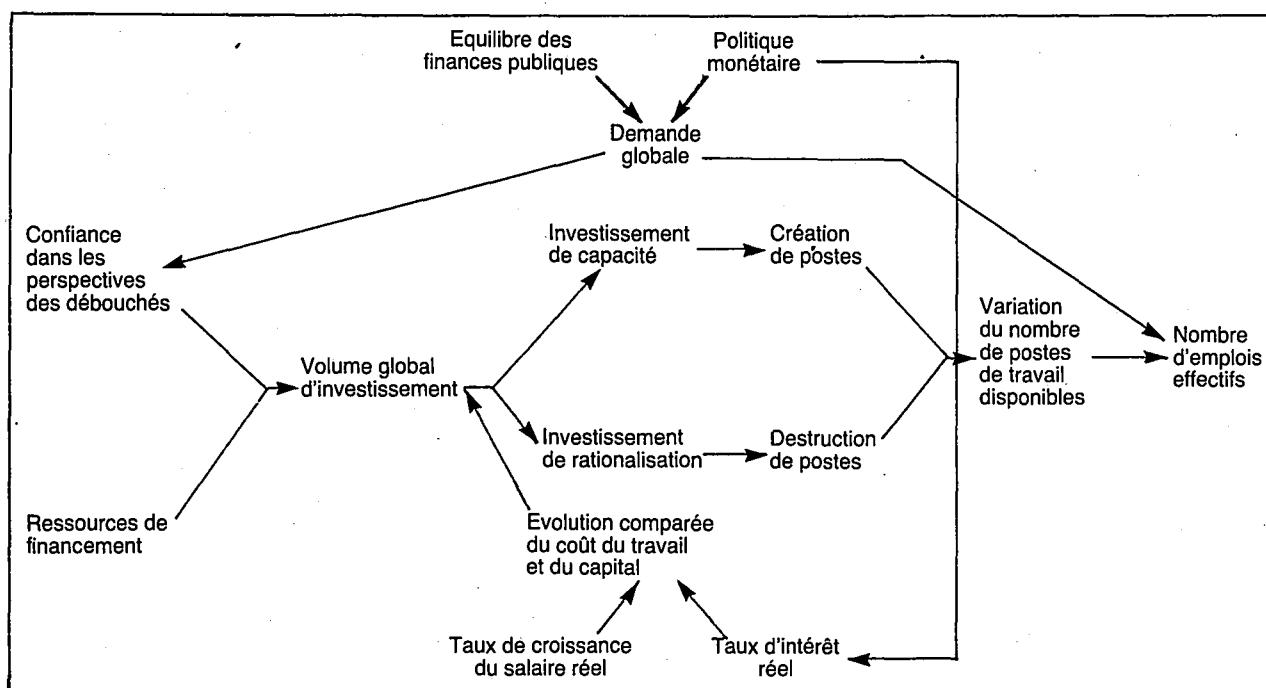 Equilibre des
finances publiques
Politique
monétaire
Demande
globale
Confiance
dans les
perspectives
des débouchés
Investissement
de capacité
Création
de postes
Variation
du nombre
de postes
de travail
disponibles
Nombre
d'emplois
effectifs
Volume global
d'investissement
Investissement
de rationalisation
Destruction
de postes
Ressources de
financement
Evolution comparée
du coût du travail
et du capital
Taux de croissance
du salaire réel
Taux d'intérêt
réel